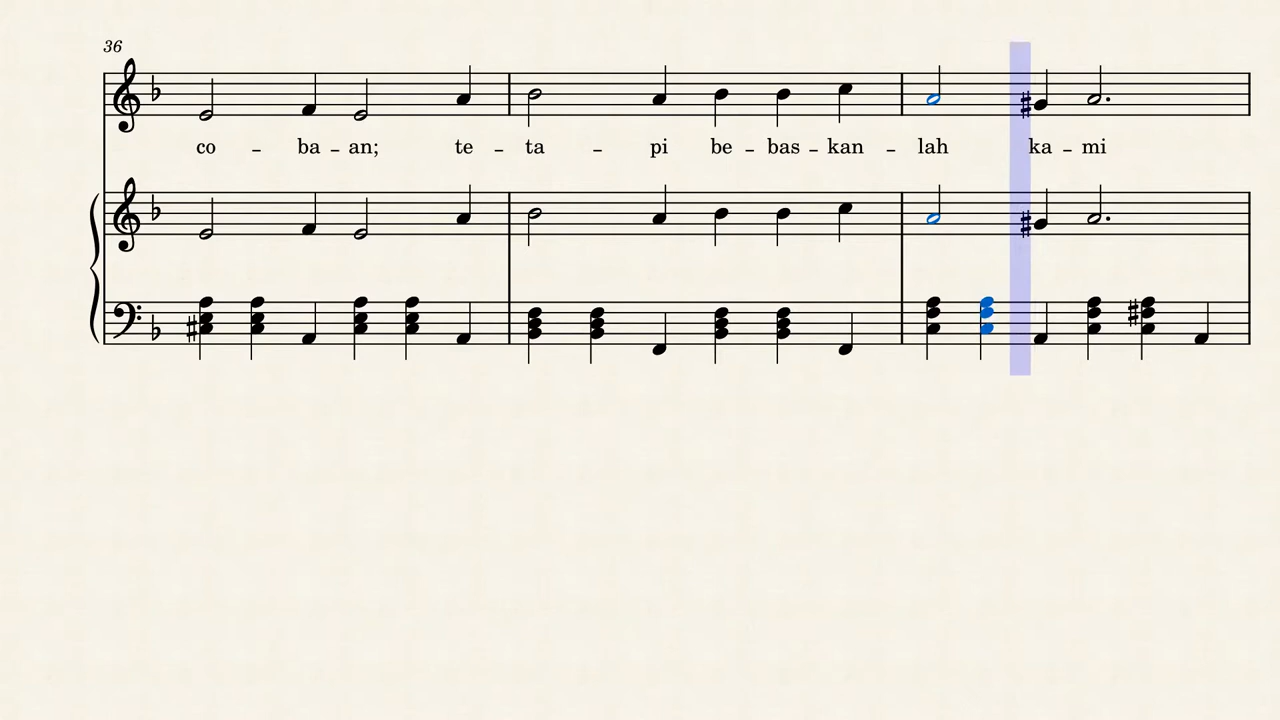 36
co - ba - an; te - ta - pi be - bas - kan - lah ka - mi